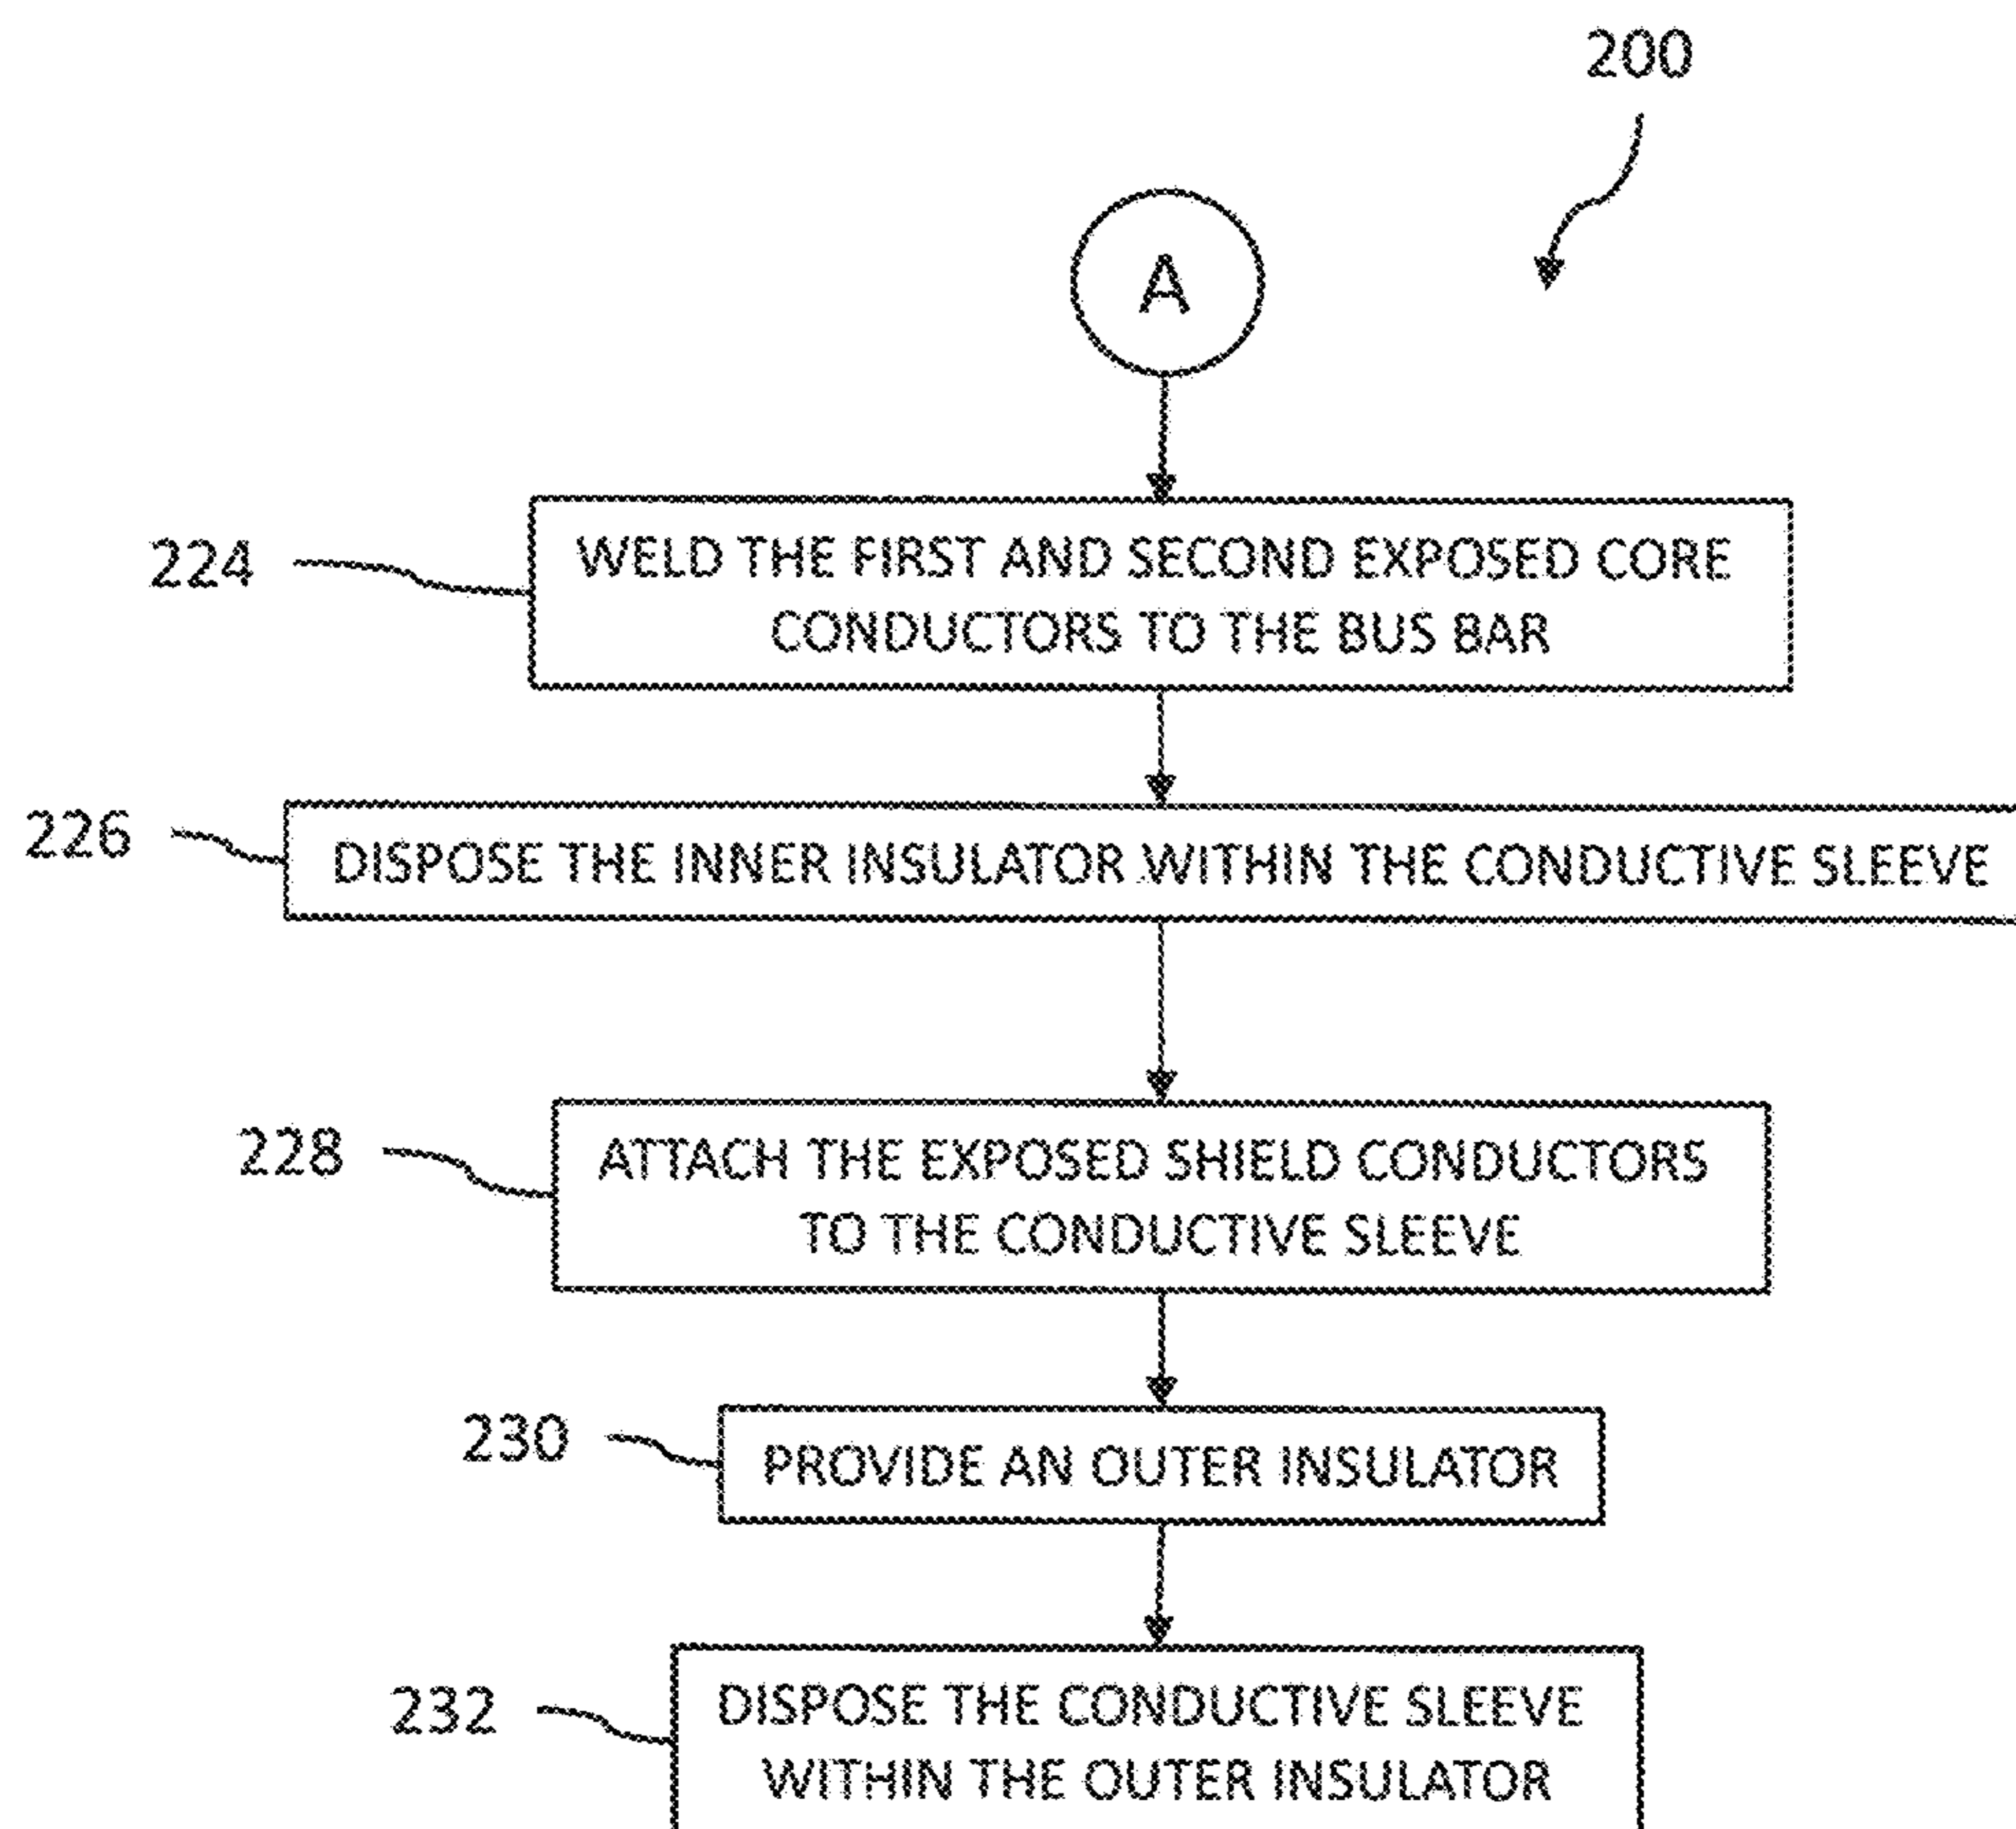 200
A
224
WELD THE FIRST AND SECOND EXPOSED CORE
CONDUCTORS TO THE BUS BAR
226
DISPOSE THE INNER INSULATOR WITHIN THE CONDUCTIVE SLEEVE
228
ATTACH THE EXPOSED SHIELD CONDUCTORS
TO THE CONDUCTIVE SLEEVE
230
PROVIDE AN OUTER INSULATOR
232
DISPOSE THE CONDUCTIVE SLEEVE
WITHIN THE OUTER INSULATOR